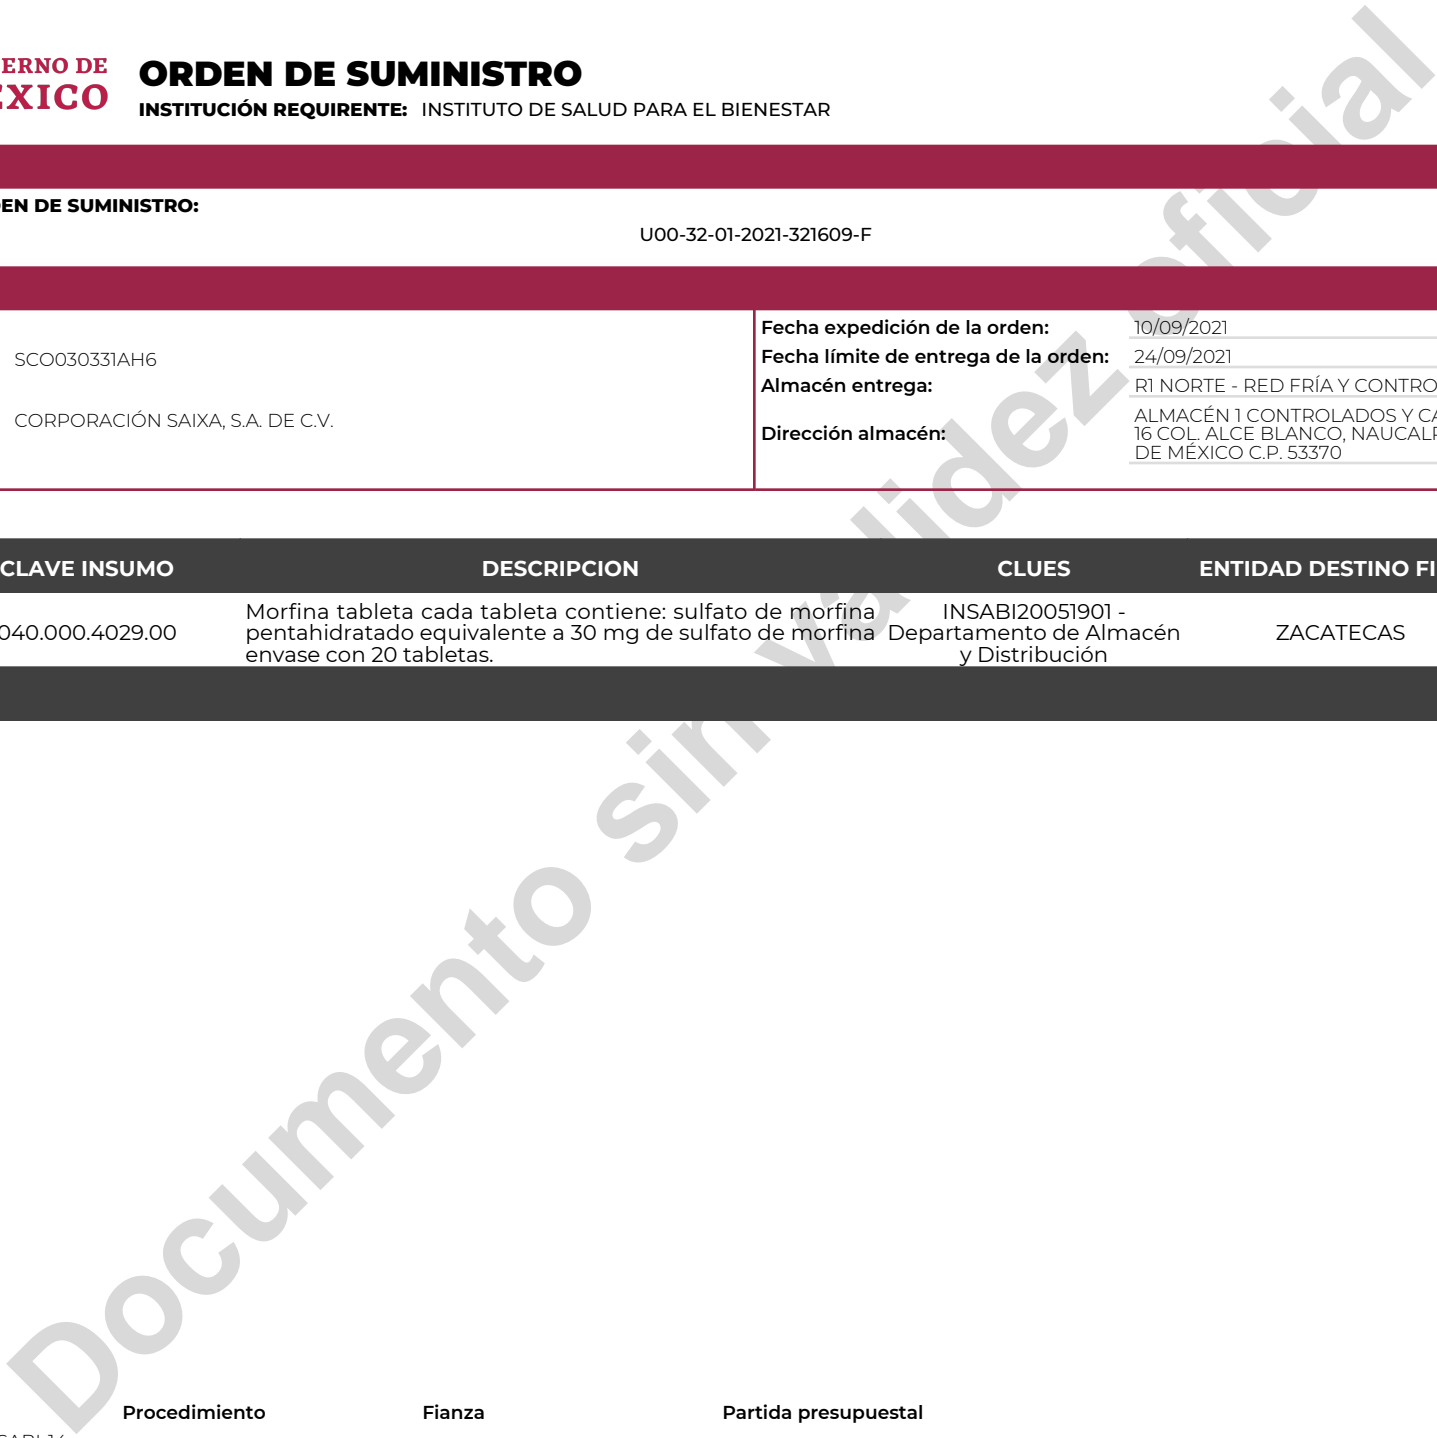 ERNO DE
EXICO
ORDEN DE SUMINISTRO
INSTITUCIÓN REQUIRENTE: INSTITUTO DE SALUD PARA EL BIENESTAR
EN DE SUMINISTRO:
U00-32-01-2021-321609-F
SCO030331AH6
CORPORACIÓN SAIXA, S.A. DE C.V.
Fecha expedición de la orden: 10/09/2021
Fecha límite de entrega de la orden: 24/09/2021
Almacén entrega: R1 NORTE - RED FRÍA Y CONTRO
Dirección almacén: ALMACÉN 1 CONTROLADOS Y CA
16 COL. ALCE BLANCO, NAUCALP
DE MÉXICO C.P. 53370
CLAVE INSUMO DESCRIPCION CLUES ENTIDAD DESTINO FI
040.000.4029.00
Morfina tableta cada tableta contiene: sulfato de morfina
pentahidratado equivalente a 30 mg de sulfato de morfina
envase con 20 tabletas.
INSABI20051901 -
Departamento de Almacén
y Distribución
ZACATECAS
Documento sin validez oficial
Procedimiento Fianza Partida presupuestal